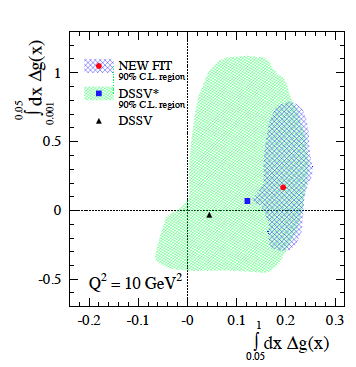 0.05
∫ dx Δg(x)
0.001
1
0.5
0
-0.5
NEW FIT
90% C.L. region
DSSV*
90% C.L. region
DSSV
Q² = 10 GeV²
-0.2 -0.1 -0 0.1 0.2 0.3
1
∫ dx Δg(x)
0.05